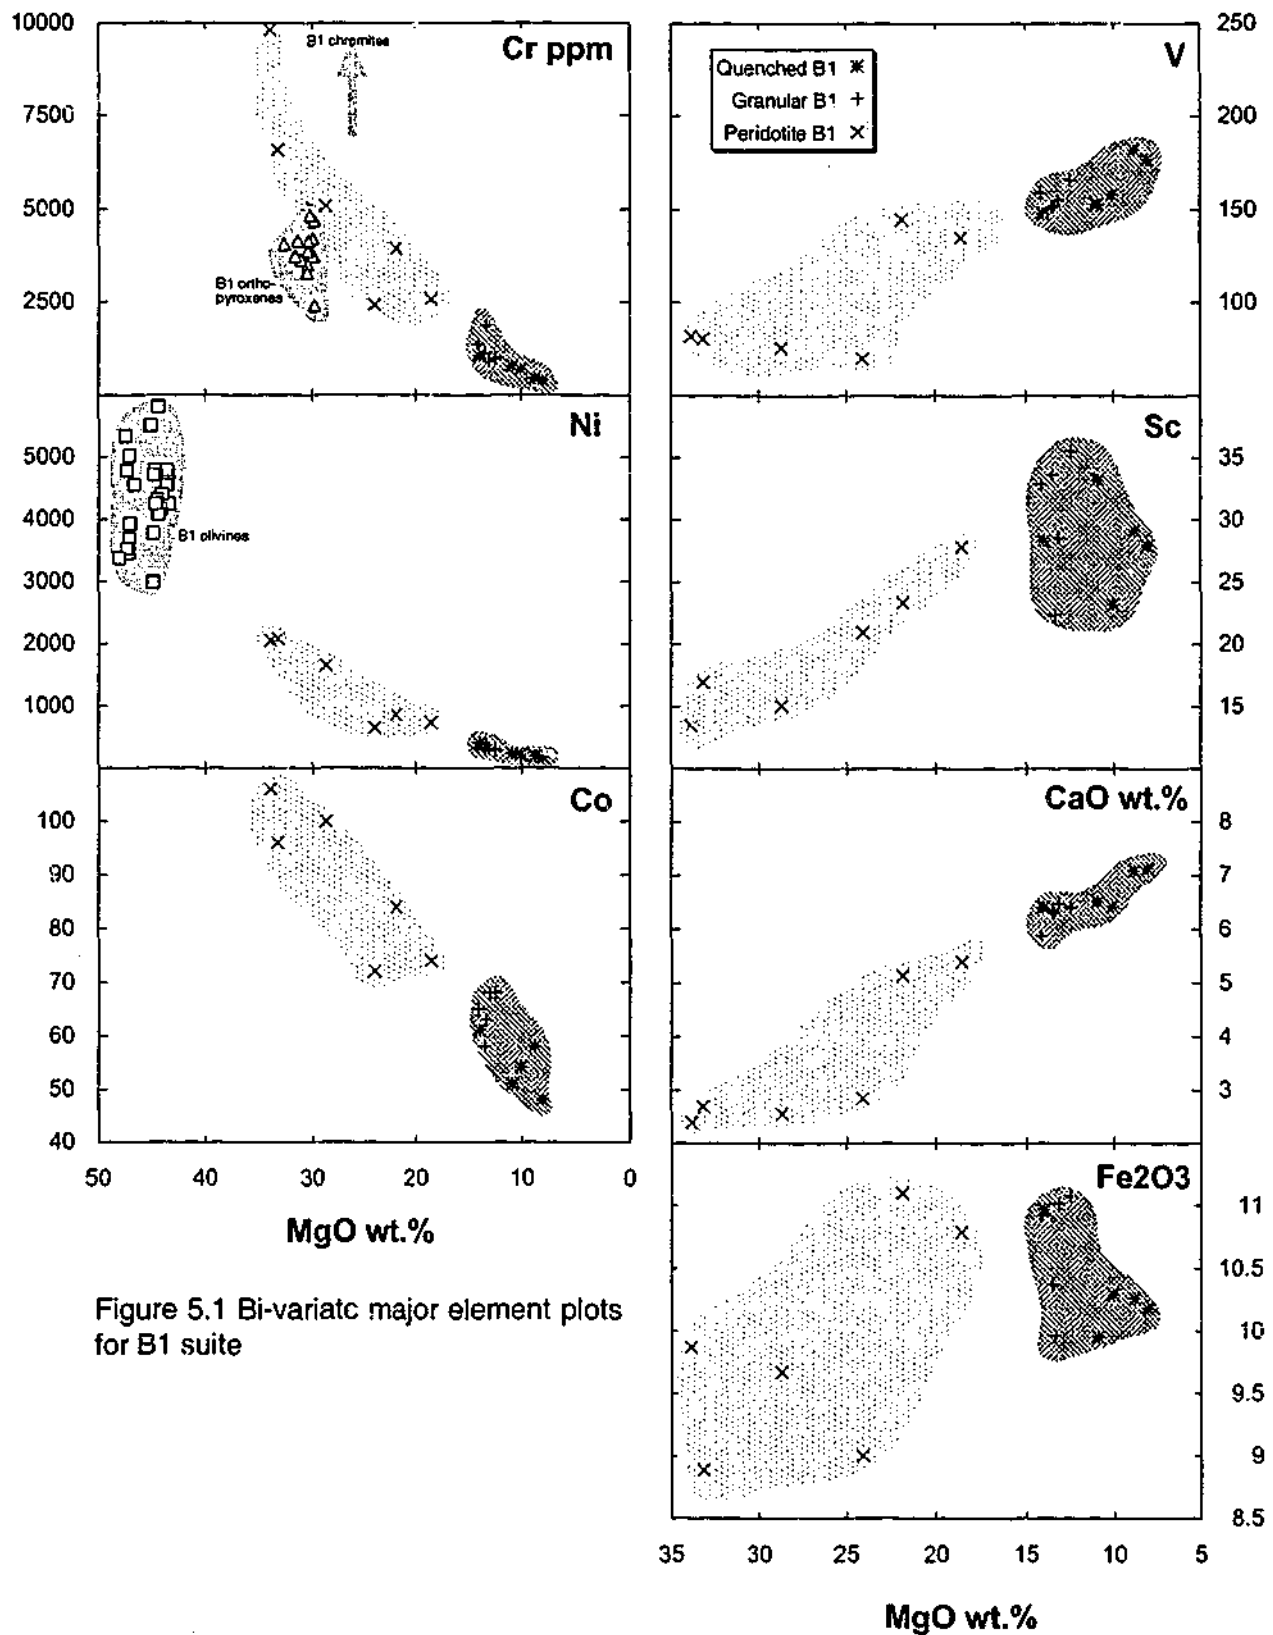 10000
7500
5000
2500
B1 chromites
Cr ppm
B1 ortho-
pyroxenes
5000
4000
3000
2000
1000
Ni
B1 olivines
100
90
80
70
60
50
40
Co
50 40 30 20 10 0
MgO wt.%
Figure 5.1 Bi-variate major element plots
for B1 suite
V
Quenched B1
Granular B1 +
Peridotite B1 ×
250
200
150
100
Sc
35
30
25
20
15
CaO wt.%
8
7
6
5
4
3
Fe2O3
11
10.5
10
9.5
9
8.5
35 30 25 20 15 10 5
MgO wt.%